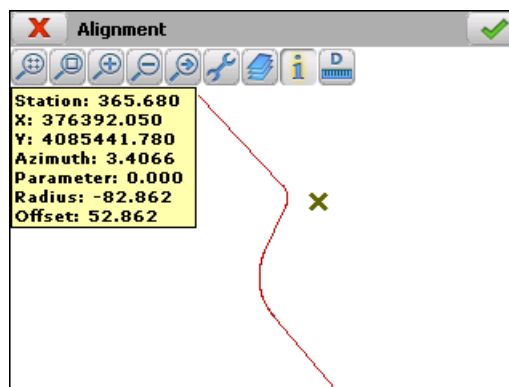 Alignment
D
Station: 365.680
X: 376392.050
Y: 4085441.780
Azimuth: 3.4066
Parameter: 0.000
Radius: -82.862
Offset: 52.862